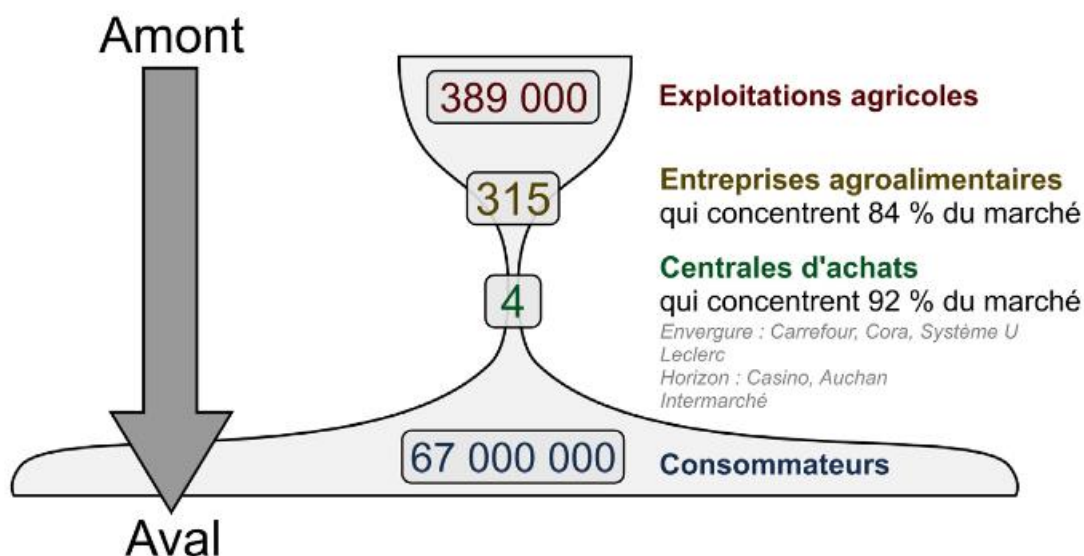 Amont
389 000
Exploitations agricoles
315
Entreprises agroalimentaires
qui concentrent 84 % du marché
4
Centrales d'achats
qui concentrent 92 % du marché
Envergure : Carrefour, Cora, Système U
Leclerc
Horizon : Casino, Auchan
Intermarché
67 000 000
Consommateurs
Aval